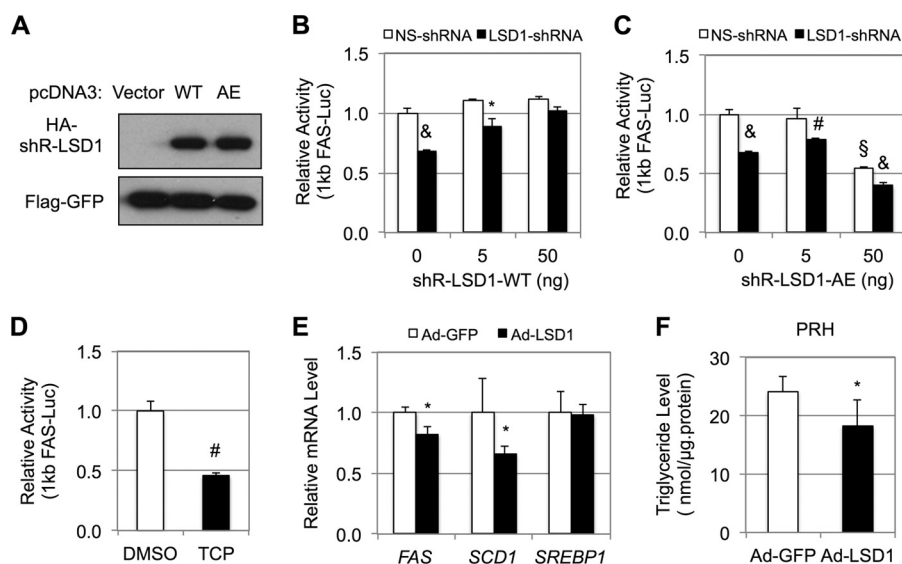 A
pcDNA3: Vector WT AE
HA-
shR-LSD1
Flag-GFP
B
NS-shRNA LSD1-shRNA
Relative Activity
(1kb FAS-Luc)
1.5
1.0
0.5
0.0
&
*
0 5 50
shR-LSD1-WT (ng)
C
NS-shRNA LSD1-shRNA
Relative Activity
(1kb FAS-Luc)
1.5
1.0
0.5
0.0
&
#
§
&
0 5 50
shR-LSD1-AE (ng)
D
Relative Activity
(1kb FAS-Luc)
1.5
1.0
0.5
0.0
#
DMSO TCP
E
Ad-GFP Ad-LSD1
Relative mRNA Level
1.5
1.0
0.5
0.0
*
*
FAS SCD1 SREBP1
F
PRH
Triglyceride Level
( nmol/µg.protein)
30
20
10
0
*
Ad-GFP Ad-LSD1